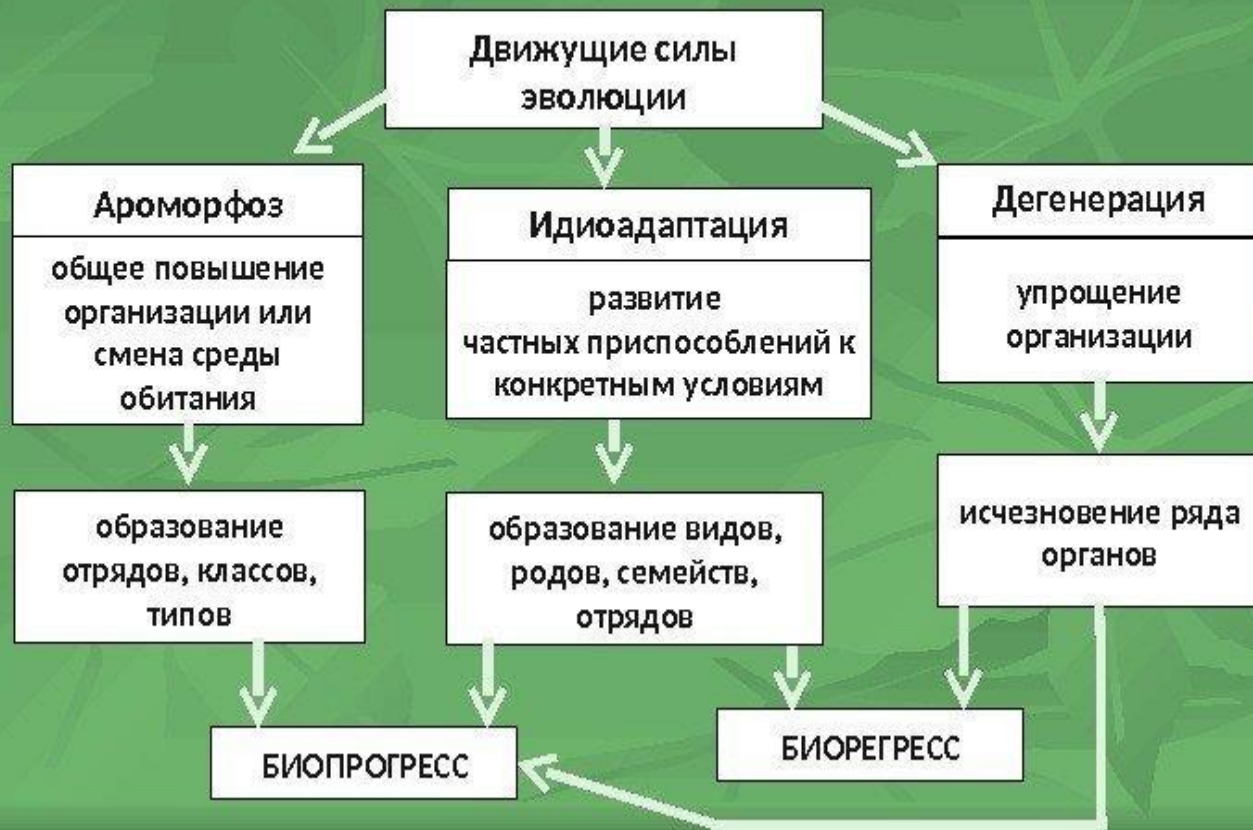 Движущие силы
эволюции
Ароморфоз
общее повышение
организации или
смена среды
обитания
Идиоадаптация
развитие
частных приспособлений к
конкретным условиям
Дегенерация
упрощение
организации
образование
отрядов, классов,
типов
образование видов,
родов, семейств,
отрядов
исчезновение ряда
органов
БИОПРОГРЕСС
БИОРЕГРЕСС